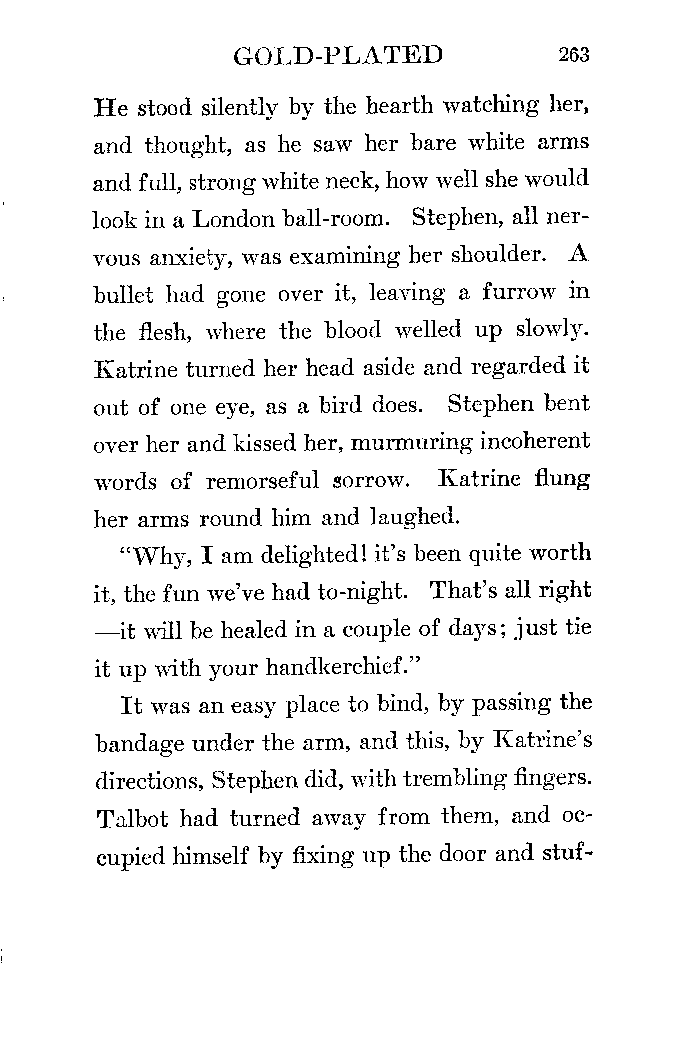 GOLD-PLATED 263
He stood silently by the hearth watching her,
and thought, as he saw her bare white arms
and full, strong white neck, how well she would
look in a London ball-room. Stephen, all ner-
vous anxiety, was examining her shoulder. A
bullet had gone over it, leaving a furrow in
the flesh, where the blood welled up slowly.
Katrine turned her head aside and regarded it
out of one eye, as a bird does. Stephen bent
over her and kissed her, murmuring incoherent
words of remorseful sorrow. Katrine flung
her arms round him and laughed.
“Why, I am delighted! it’s been quite worth
it, the fun we’ve had to-night. That’s all right
—it will be healed in a couple of days; just tie
it up with your handkerchief.”
It was an easy place to bind, by passing the
bandage under the arm, and this, by Katrine’s
directions, Stephen did, with trembling fingers.
Talbot had turned away from them, and oc-
cupied himself by fixing up the door and stuf-